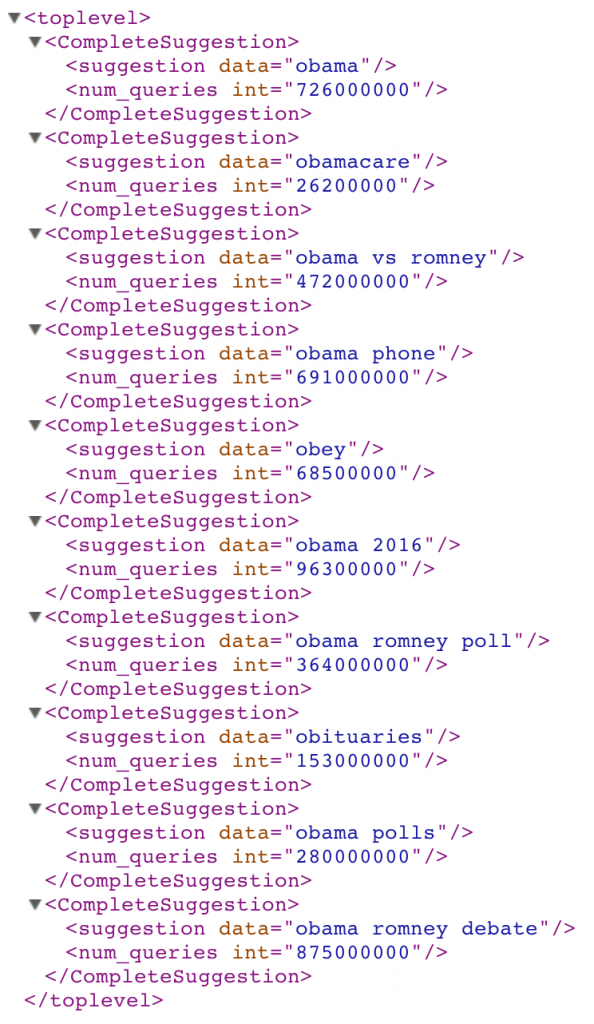 ▼<toplevel>
▼<CompleteSuggestion>
<suggestion data="obama"/>
<num_queries int="726000000"/>
</CompleteSuggestion>
▼<CompleteSuggestion>
<suggestion data="obamacare"/>
<num_queries int="26200000"/>
</CompleteSuggestion>
▼<CompleteSuggestion>
<suggestion data="obama vs romney"/>
<num_queries int="472000000"/>
</CompleteSuggestion>
▼<CompleteSuggestion>
<suggestion data="obama phone"/>
<num_queries int="691000000"/>
</CompleteSuggestion>
▼<CompleteSuggestion>
<suggestion data="obey"/>
<num_queries int="68500000"/>
</CompleteSuggestion>
▼<CompleteSuggestion>
<suggestion data="obama 2016"/>
<num_queries int="96300000"/>
</CompleteSuggestion>
▼<CompleteSuggestion>
<suggestion data="obama romney poll"/>
<num_queries int="364000000"/>
</CompleteSuggestion>
▼<CompleteSuggestion>
<suggestion data="obituaries"/>
<num_queries int="153000000"/>
</CompleteSuggestion>
▼<CompleteSuggestion>
<suggestion data="obama polls"/>
<num_queries int="280000000"/>
</CompleteSuggestion>
▼<CompleteSuggestion>
<suggestion data="obama romney debate"/>
<num_queries int="875000000"/>
</CompleteSuggestion>
</toplevel>